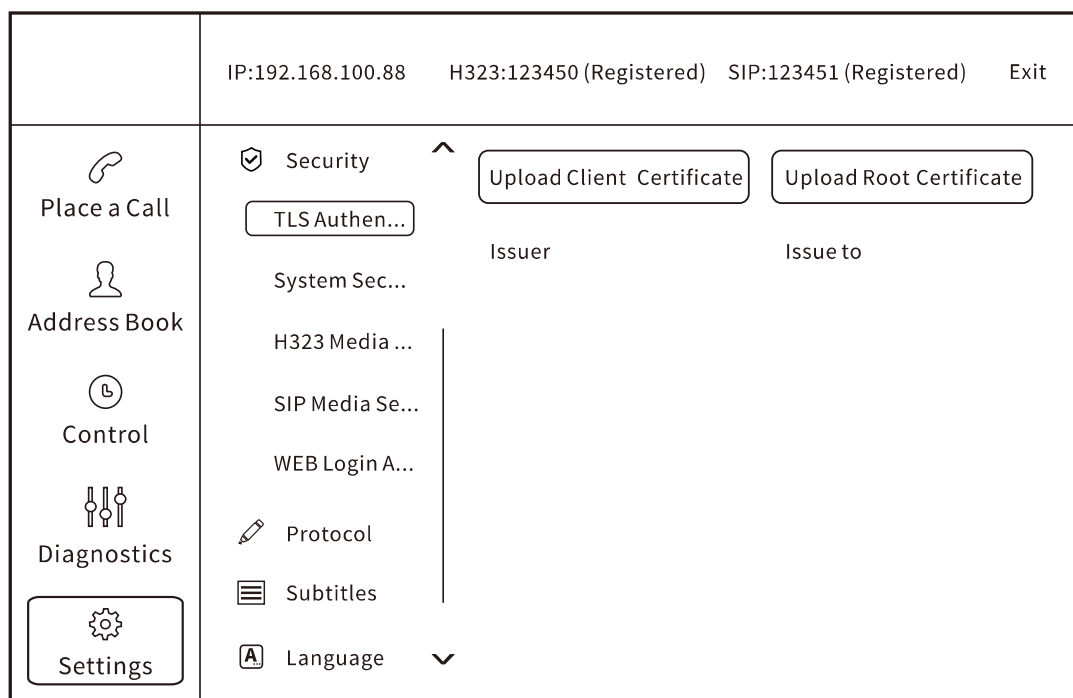 IP:192.168.100.88 H323:123450 (Registered) SIP:123451 (Registered) Exit
Place a Call
Address Book
Control
Diagnostics
Settings
Security
TLS Authen...
System Sec...
H323 Media ...
SIP Media Se...
WEB Login A...
Protocol
Subtitles
A... Language
Upload Client Certificate Upload Root Certificate
Issuer Issue to